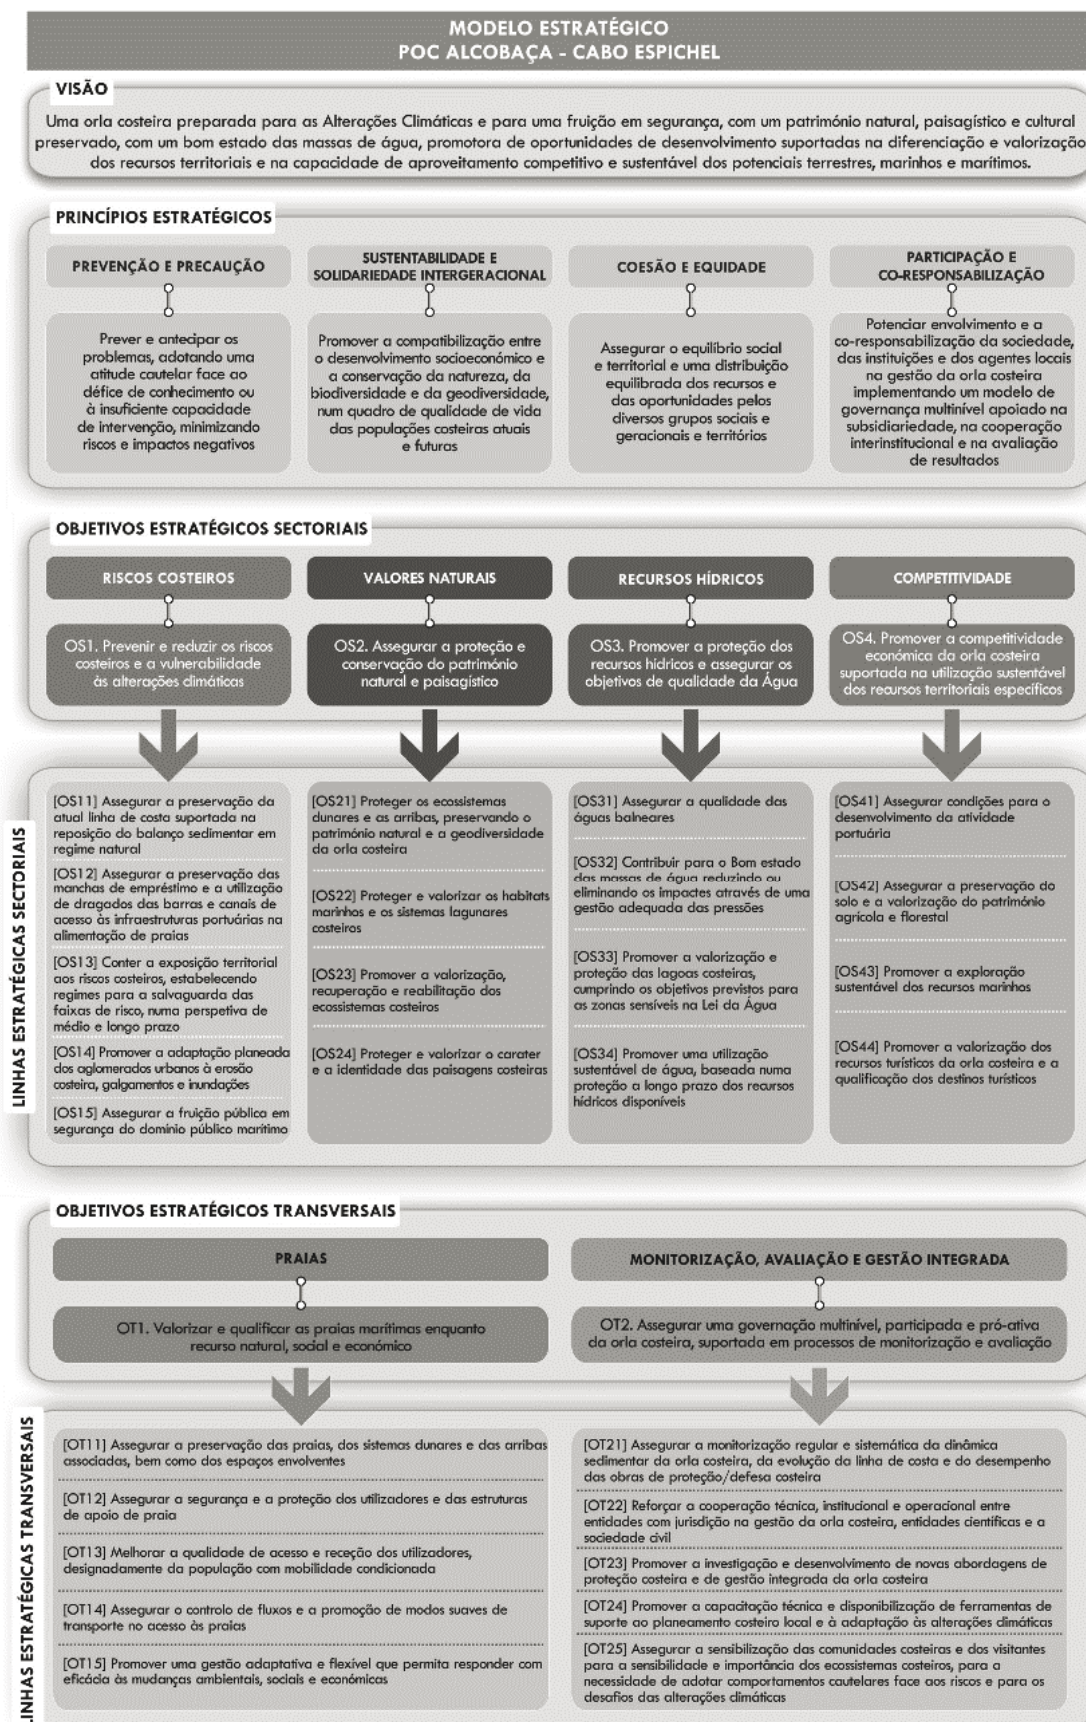 MODELO ESTRATÉGICO
POC ALCOBAÇA - CABO ESPICHEL
VISÃO
Uma orla costeira preparada para as Alterações Climáticas e para uma fruição em segurança, com um património natural, paisagístico e cultural
preservado, com um bom estado das massas de água, promotora de oportunidades de desenvolvimento suportadas na diferenciação e valorização
dos recursos territoriais e na capacidade de aproveitamento competitivo e sustentável dos potenciais terrestres, marinhos e marítimos.
PRINCÍPIOS ESTRATÉGICOS
PREVENÇÃO E PRECAUÇÃO
Prever e antecipar os
problemas, adotando uma
atitude cautelar face ao
défice de conhecimento ou
à insuficiente capacidade
de intervenção, minimizando
riscos e impactos negativos
SUSTENTABILIDADE E
SOLIDARIEDADE INTERGERACIONAL
Promover a compatibilização entre
o desenvolvimento socioeconómico e
a conservação da natureza, da
biodiversidade e da geodiversidade,
num quadro de qualidade de vida
das populações costeiras atuais
e futuras
COESÃO E EQUIDADE
Assegurar o equilíbrio social
e territorial e uma distribuição
equilibrada dos recursos e
das oportunidades pelos
diversos grupos sociais e
geracionais e territórios
PARTICIPAÇÃO E
CO-RESPONSABILIZAÇÃO
Potenciar envolvimento e a
co-responsabilização da sociedade,
das instituições e dos agentes locais
na gestão da orla costeira
implementando um modelo de
governança multinível apoiado na
subsidiariedade, na cooperação
interinstitucional e na avaliação
de resultados
OBJETIVOS ESTRATÉGICOS SECTORIAIS
RISCOS COSTEIROS
OS1. Prevenir e reduzir os riscos
costeiros e a vulnerabilidade
às alterações climáticas
VALORES NATURAIS
OS2. Assegurar a proteção e
conservação do património
natural e paisagístico
RECURSOS HÍDRICOS
OS3. Promover a proteção dos
recursos hídricos e assegurar os
objetivos de qualidade da Água
COMPETITIVIDADE
OS4. Promover a competitividade
económica da orla costeira
suportada na utilização sustentável
dos recursos territoriais específicos
LINHAS ESTRATÉGICAS SECTORIAIS
[OS11] Assegurar a preservação da
atual linha de costa suportada na
reposição do balanço sedimentar em
regime natural
[OS12] Assegurar a preservação das
manchas de empréstimo e a utilização
de dragados das barras e canais de
acesso às infraestruturas portuárias na
alimentação de praias
[OS13] Conter a exposição territorial
aos riscos costeiros, estabelecendo
regimes para a salvaguarda das
faixas de risco, numa perspetiva de
médio e longo prazo
[OS14] Promover a adaptação planeada
dos aglomerados urbanos à erosão
costeira, galgamentos e inundações
[OS15] Assegurar a fruição pública em
segurança do domínio público marítimo
[OS21] Proteger os ecossistemas
dunares e as arribas, preservando o
património natural e a geodiversidade
da orla costeira
[OS22] Proteger e valorizar os habitats
marinhos e os sistemas lagunares
costeiros
[OS23] Promover a valorização,
recuperação e reabilitação dos
ecossistemas costeiros
[OS24] Proteger e valorizar o carater
e a identidade das paisagens costeiras
[OS31] Assegurar a qualidade das
águas balneares
[OS32] Contribuir para o Bom estado
das massas de água reduzindo ou
eliminando os impactes através de uma
gestão adequada das pressões
[OS33] Promover a valorização e
proteção das lagoas costeiras,
cumprindo os objetivos previstos para
as zonas sensíveis na Lei da Água
[OS34] Promover uma utilização
sustentável de água, baseada numa
proteção a longo prazo dos recursos
hídricos disponíveis
[OS41] Assegurar condições para o
desenvolvimento da atividade
portuária
[OS42] Assegurar a preservação do
solo e a valorização do património
agrícola e florestal
[OS43] Promover a exploração
sustentável dos recursos marinhos
[OS44] Promover a valorização dos
recursos turísticos da orla costeira e a
qualificação dos destinos turísticos
OBJETIVOS ESTRATÉGICOS TRANSVERSAIS
PRAIAS
OT1. Valorizar e qualificar as praias marítimas enquanto
recurso natural, social e económico
MONITORIZAÇÃO, AVALIAÇÃO E GESTÃO INTEGRADA
OT2. Assegurar uma governação multinível, participada e pró-ativa
da orla costeira, suportada em processos de monitorização e avaliação
LINHAS ESTRATÉGICAS TRANSVERSAIS
[OT11] Assegurar a preservação das praias, dos sistemas dunares e das arribas
associadas, bem como dos espaços envolventes
[OT12] Assegurar a segurança e a proteção dos utilizadores e das estruturas
de apoio de praia
[OT13] Melhorar a qualidade de acesso e receção dos utilizadores,
designadamente da população com mobilidade condicionada
[OT14] Assegurar o controlo de fluxos e a promoção de modos suaves de
transporte no acesso às praias
[OT15] Promover uma gestão adaptativa e flexível que permita responder com
eficácia às mudanças ambientais, sociais e económicas
[OT21] Assegurar a monitorização regular e sistemática da dinâmica
sedimentar da orla costeira, da evolução da linha de costa e do desempenho
das obras de proteção/defesa costeira
[OT22] Reforçar a cooperação técnica, institucional e operacional entre
entidades com jurisdição na gestão da orla costeira, entidades científicas e a
sociedade civil
[OT23] Promover a investigação e desenvolvimento de novas abordagens de
proteção costeira e de gestão integrada da orla costeira
[OT24] Promover a capacitação técnica e disponibilização de ferramentas de
suporte ao planeamento costeiro local e à adaptação às alterações climáticas
[OT25] Assegurar a sensibilização das comunidades costeiras e dos visitantes
para a sensibilidade e importância dos ecossistemas costeiros, para a
necessidade de adotar comportamentos cautelares face aos riscos e para os
desafios das alterações climáticas